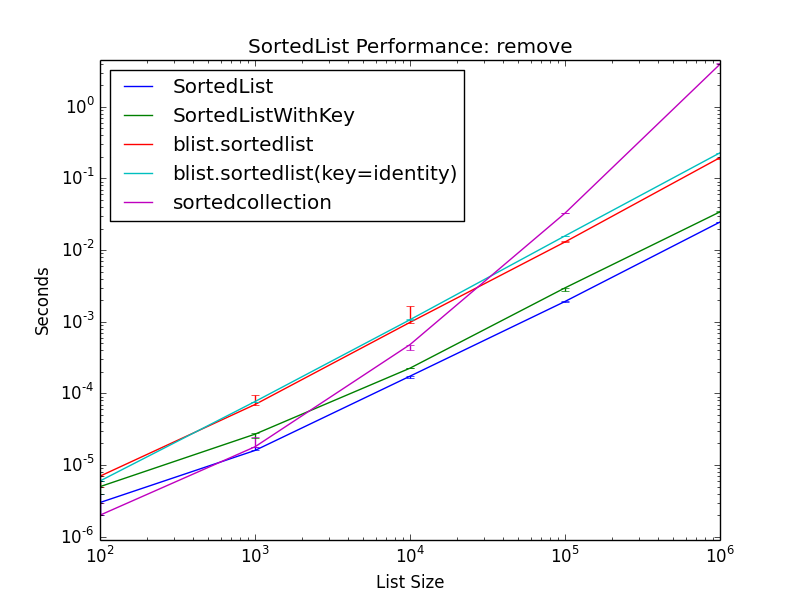 SortedList Performance: remove
SortedList
SortedListWithKey
blist.sortedlist
blist.sortedlist(key=identity)
sortedcollection
10⁰
10⁻¹
10⁻²
10⁻³
10⁻⁴
10⁻⁵
10⁻⁶
Seconds
10² 10³ 10⁴ 10⁵ 10⁶
List Size